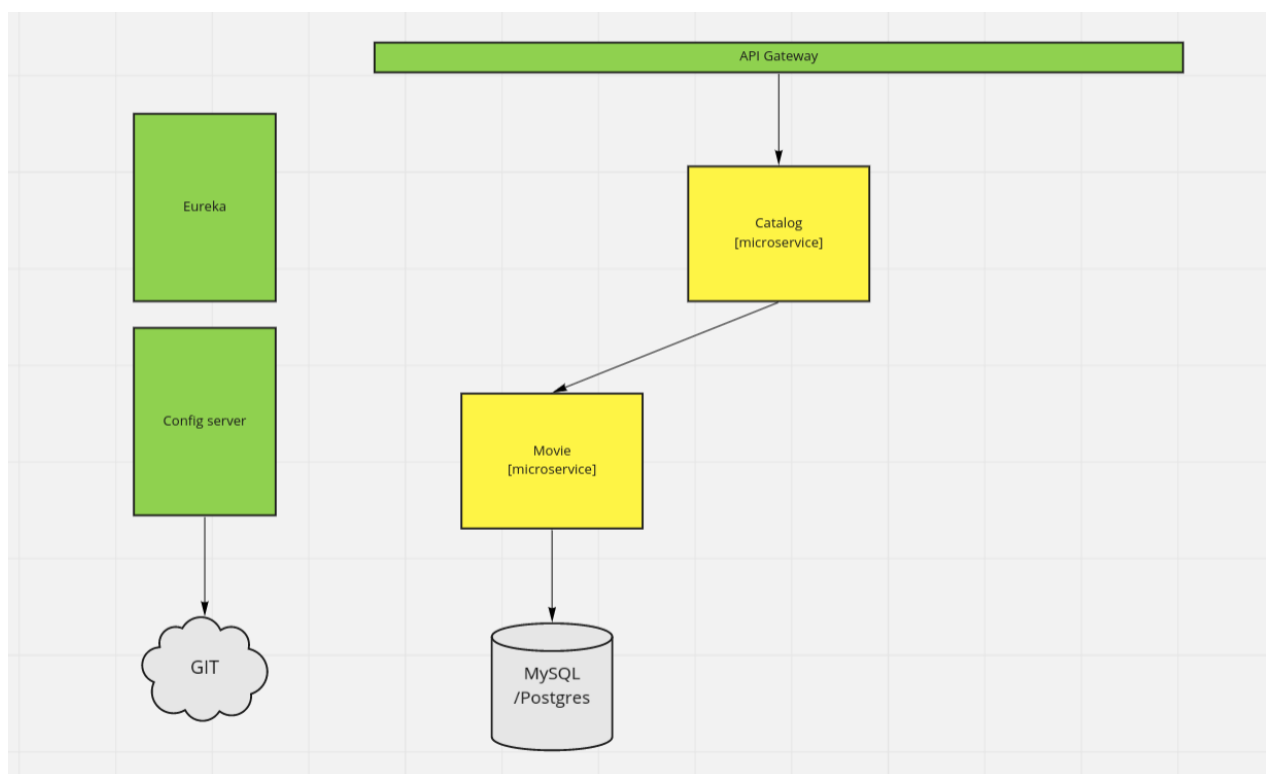 API Gateway
Eureka
Catalog
[microservice]
Config server
Movie
[microservice]
GIT
MySQL
/Postgres